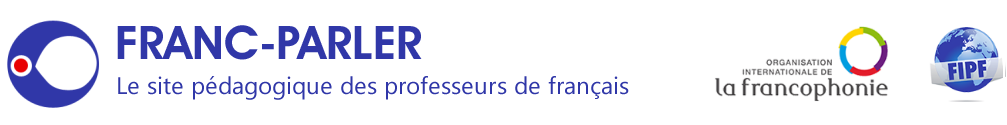 FRANC-PARLER
Le site pédagogique des professeurs de français
ORGANISATION
INTERNATIONALE DE
la francophonie
FIPF